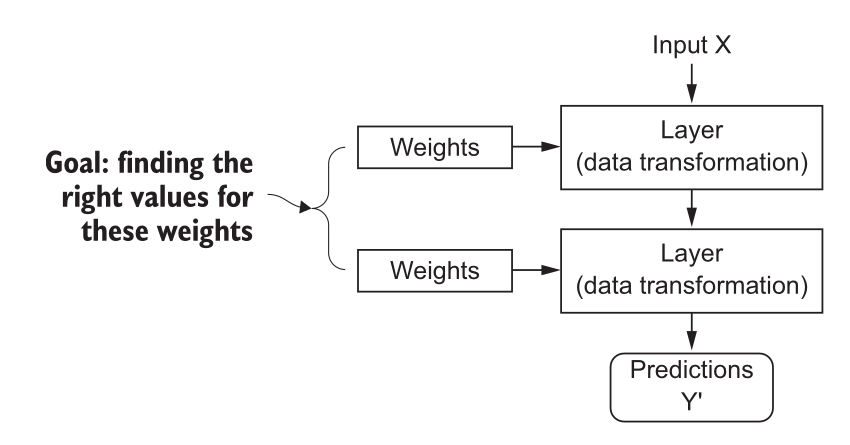 Input X
Weights
Layer
(data transformation)
Goal: finding the
right values for
these weights
Weights
Layer
(data transformation)
Predictions
Y'